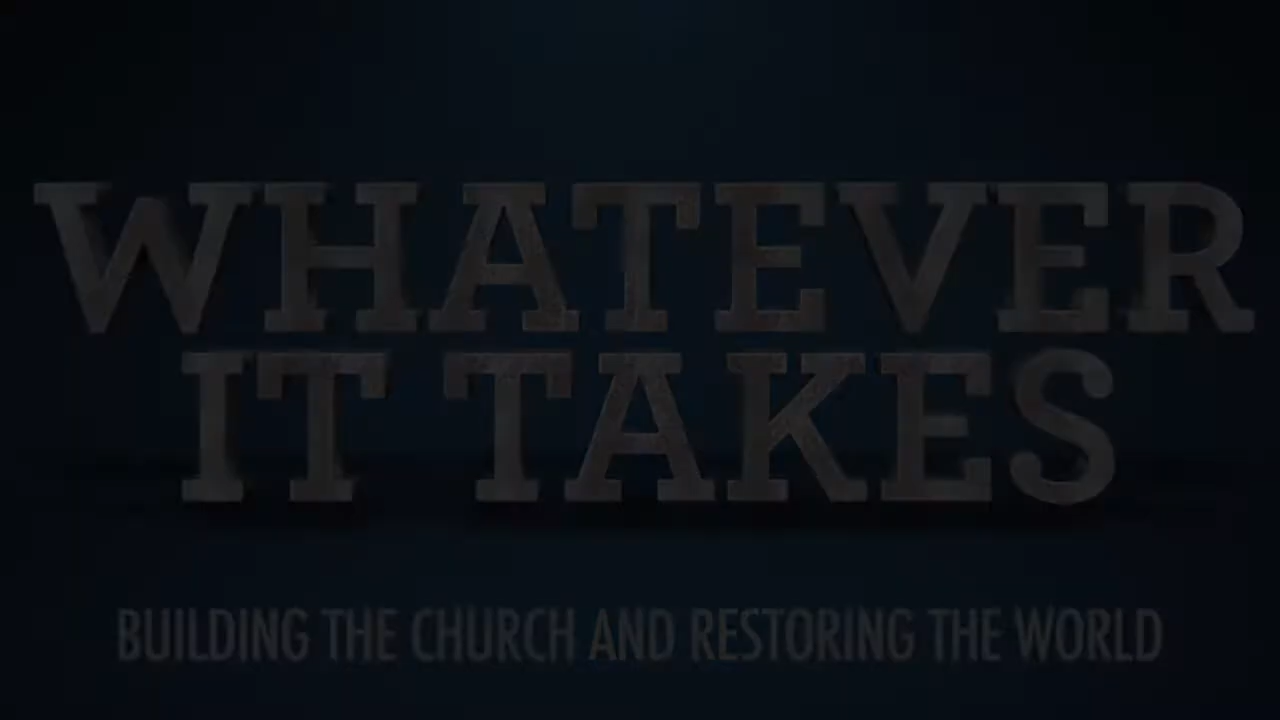 WHATEVER
IT TAKES
BUILDING THE CHURCH AND RESTORING THE WORLD